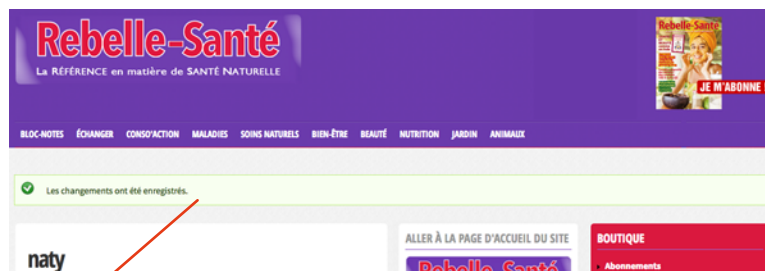 Rebelle-Santé
La RÉFÉRENCE en matière de SANTÉ NATURELLE
Rebelle-Santé
JE M'ABONNE !
BLOC-NOTES ÉCHANGER CONSO'ACTION MALADIES SOINS NATURELS BIEN-ÊTRE BEAUTÉ NUTRITION JARDIN ANIMAUX
Les changements ont été enregistrés.
naty
ALLER À LA PAGE D'ACCUEIL DU SITE
Rebelle-Santé
BOUTIQUE
Abonnements